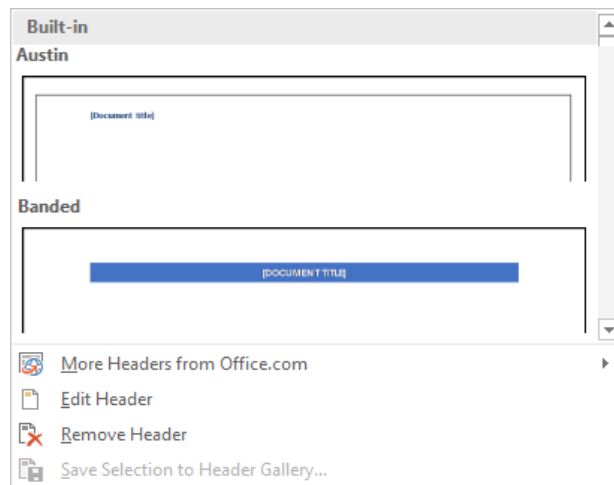 Built-in
Austin
[Document title]
Banded
[DOCUMENT TITLE]
More Headers from Office.com
Edit Header
Remove Header
Save Selection to Header Gallery...